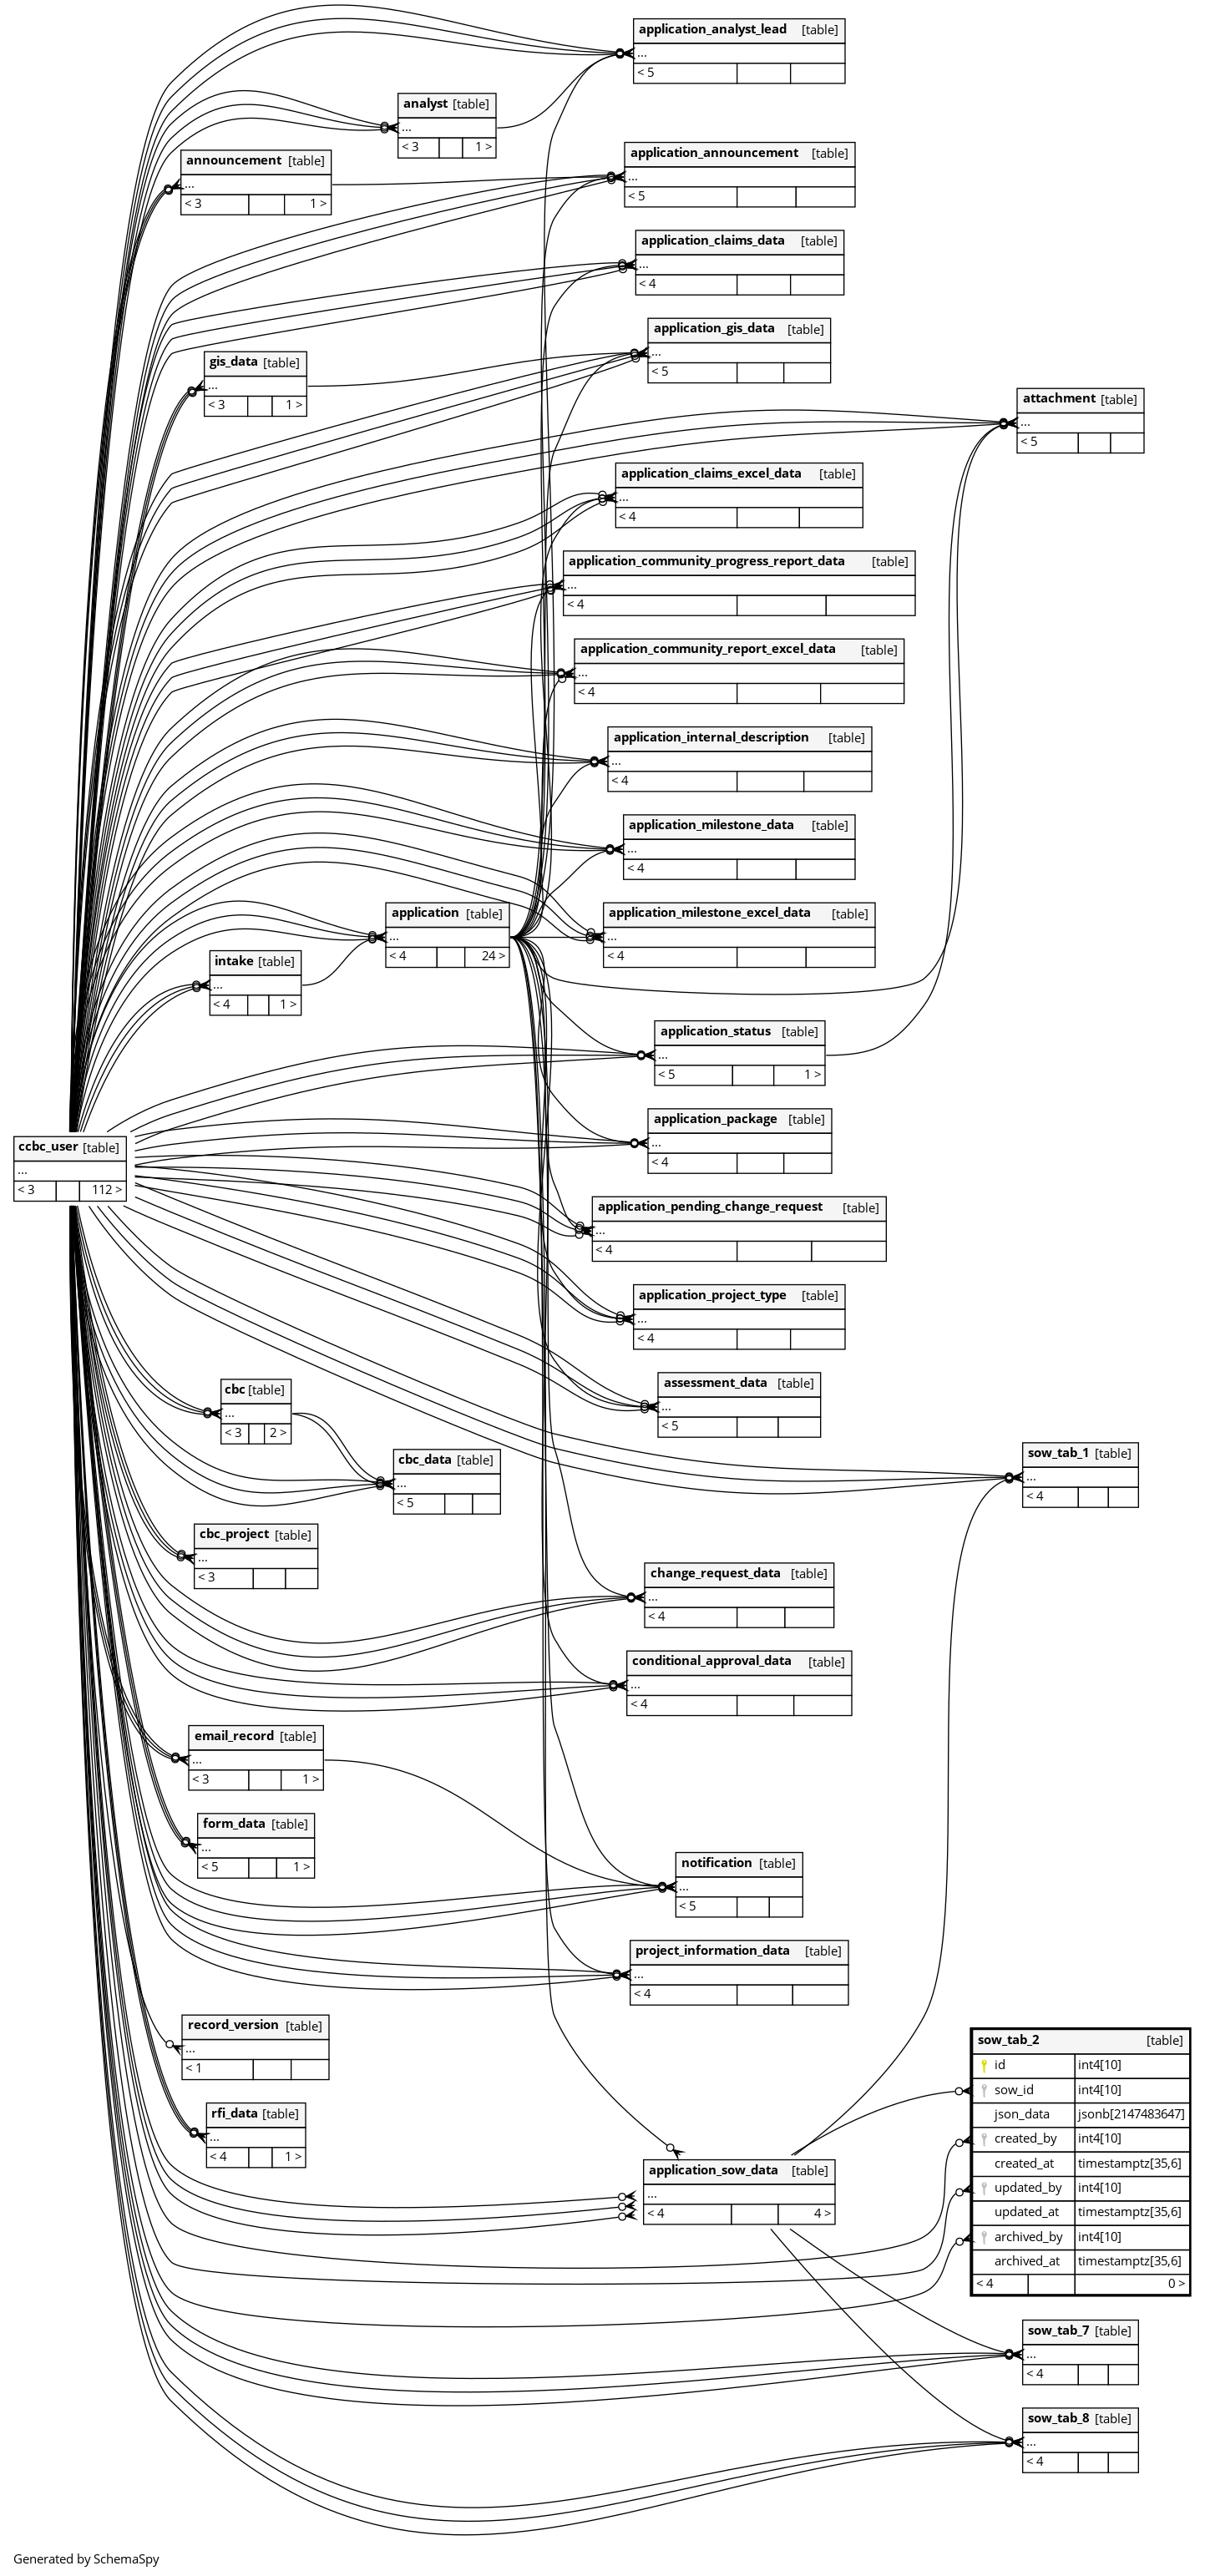 application_analyst_lead [table]
...
< 5
analyst [table]
...
< 3 1 >
application_announcement [table]
...
< 5
announcement [table]
...
< 3 1 >
application_claims_data [table]
...
< 4
application_gis_data [table]
...
< 5
gis_data [table]
...
< 3 1 >
attachment [table]
...
< 5
application_claims_excel_data [table]
...
< 4
application_community_progress_report_data [table]
...
< 4
application_community_report_excel_data [table]
...
< 4
application_internal_description [table]
...
< 4
application_milestone_data [table]
...
< 4
application [table]
...
< 4 24 >
application_milestone_excel_data [table]
...
< 4
intake [table]
...
< 4 1 >
application_status [table]
...
< 5 1 >
application_package [table]
...
< 4
ccbc_user [table]
...
< 3 112 >
application_pending_change_request [table]
...
< 4
application_project_type [table]
...
< 4
assessment_data [table]
...
< 5
cbc [table]
...
< 3 2 >
sow_tab_1 [table]
...
< 4
cbc_data [table]
...
< 5
cbc_project [table]
...
< 3
change_request_data [table]
...
< 4
conditional_approval_data [table]
...
< 4
email_record [table]
...
< 3 1 >
form_data [table]
...
< 5 1 >
notification [table]
...
< 5
project_information_data [table]
...
< 4
record_version [table]
...
< 1
sow_tab_2 [table]
id int4[10]
sow_id int4[10]
json_data jsonb[2147483647]
created_by int4[10]
created_at timestamptz[35,6]
updated_by int4[10]
updated_at timestamptz[35,6]
archived_by int4[10]
archived_at timestamptz[35,6]
< 4 0 >
rfi_data [table]
...
< 4 1 >
application_sow_data [table]
...
< 4 4 >
sow_tab_7 [table]
...
< 4
sow_tab_8 [table]
...
< 4
Generated by SchemaSpy